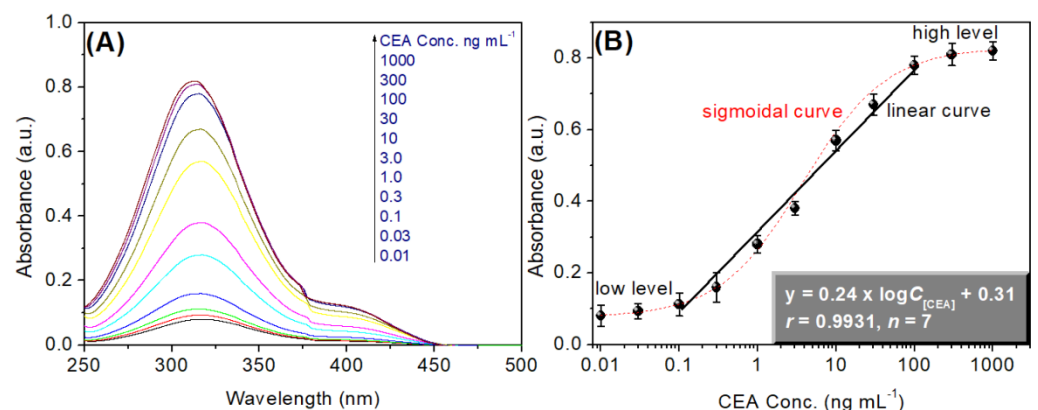 (A)
1.0
0.8
0.6
0.4
0.2
0.0
Absorbance (a.u.)
250 300 350 400 450 500
Wavelength (nm)
CEA Conc. ng mL⁻¹
1000
300
100
30
10
3.0
1.0
0.3
0.1
0.03
0.01
(B)
0.8
0.6
0.4
0.2
0.0
Absorbance (a.u.)
high level
sigmoidal curve
linear curve
low level
y = 0.24 x logC[CEA] + 0.31
r = 0.9931, n = 7
0.01 0.1 1 10 100 1000
CEA Conc. (ng mL⁻¹)